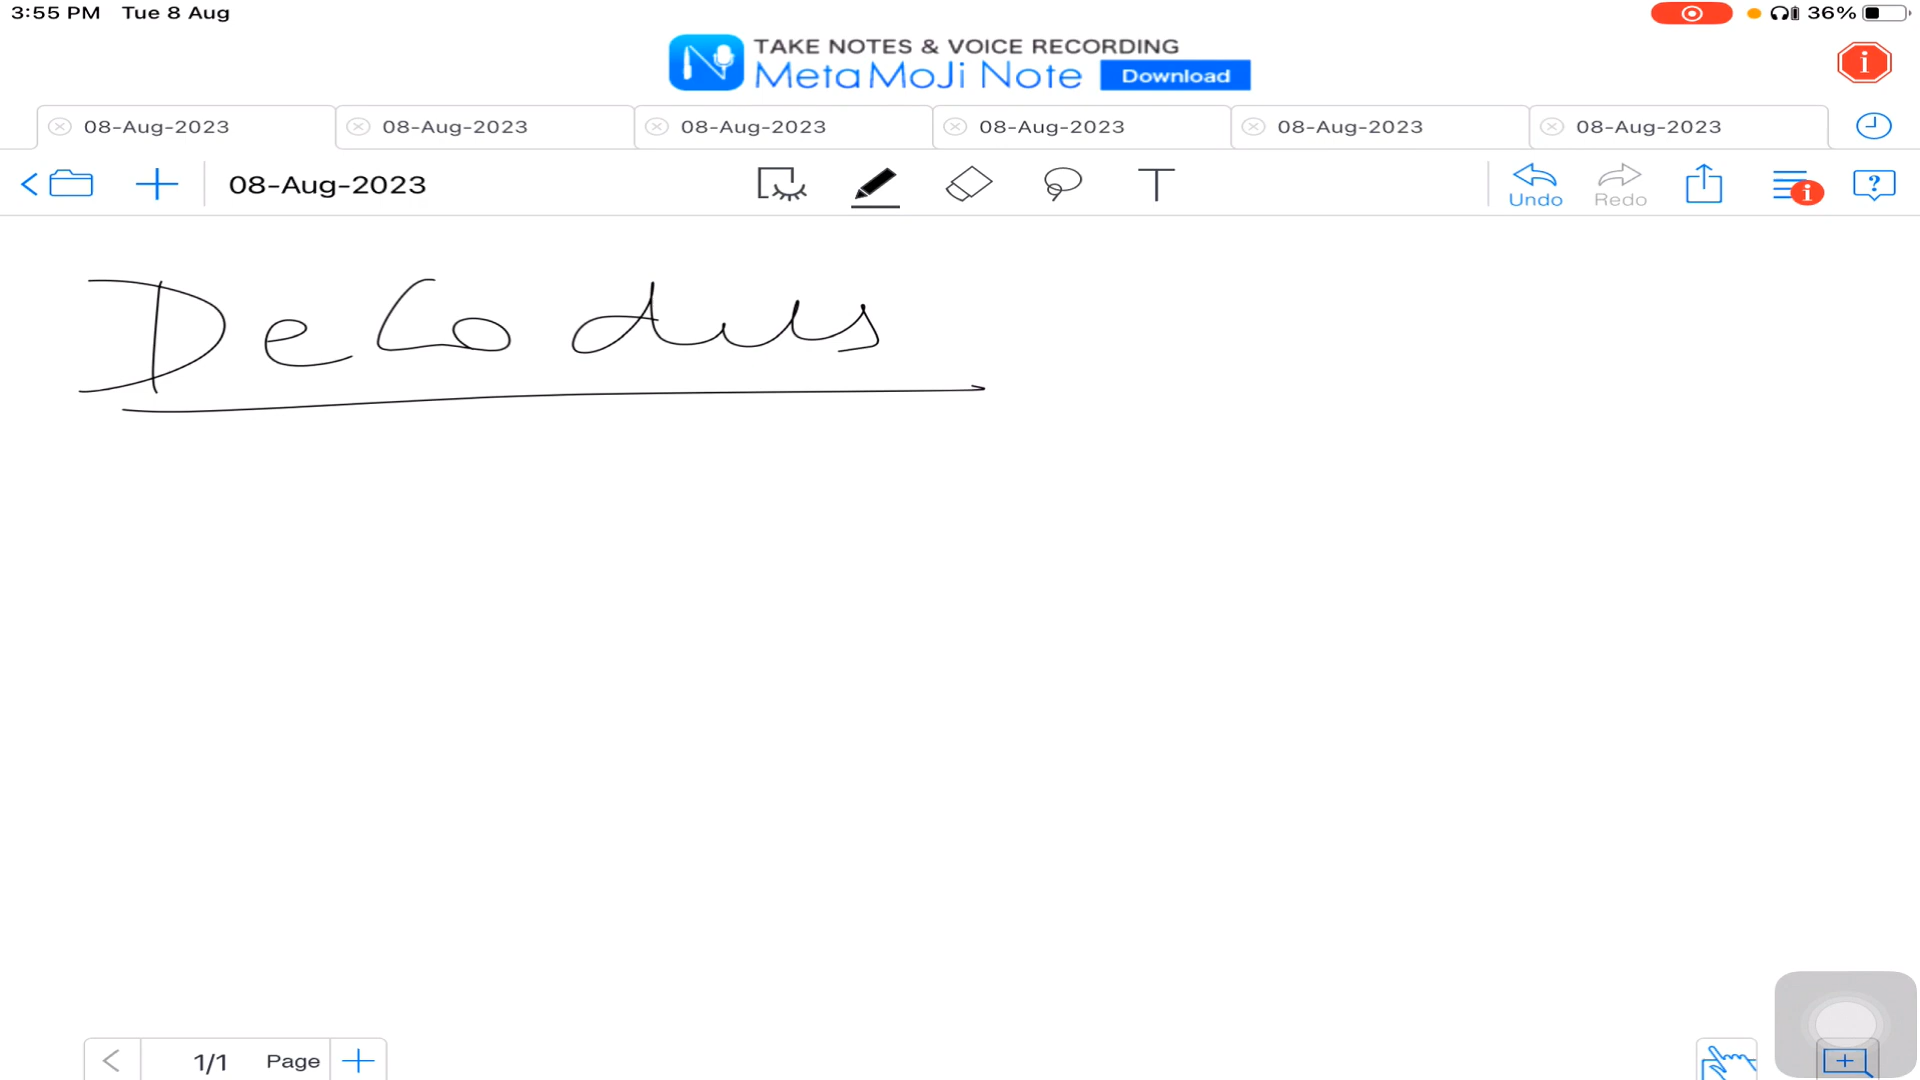 3:55 PM Tue 8 Aug 36%
TAKE NOTES & VOICE RECORDING
MetaMoJi Note Download
08-Aug-2023 08-Aug-2023 08-Aug-2023 08-Aug-2023 08-Aug-2023 08-Aug-2023
08-Aug-2023 T Undo Redo
Decoders
1/1 Page